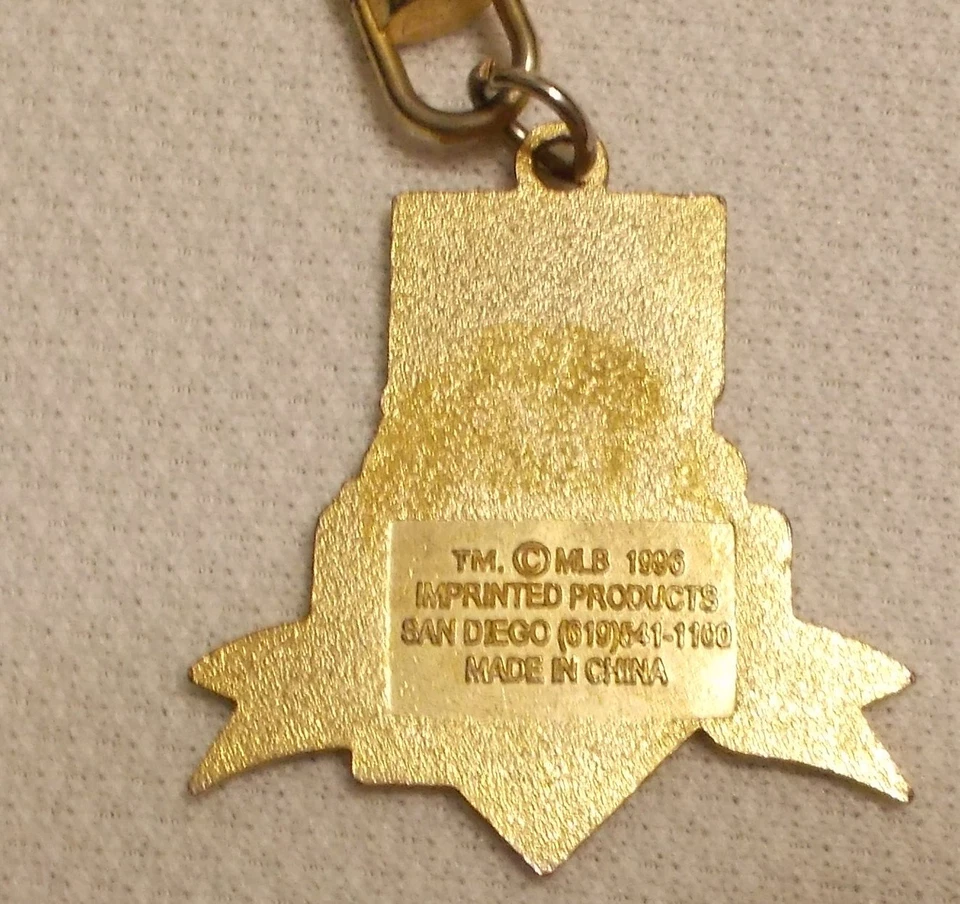 TM. © MLB 1996
IMPRINTED PRODUCTS
SAN DIEGO (619)541-1100
MADE IN CHINA